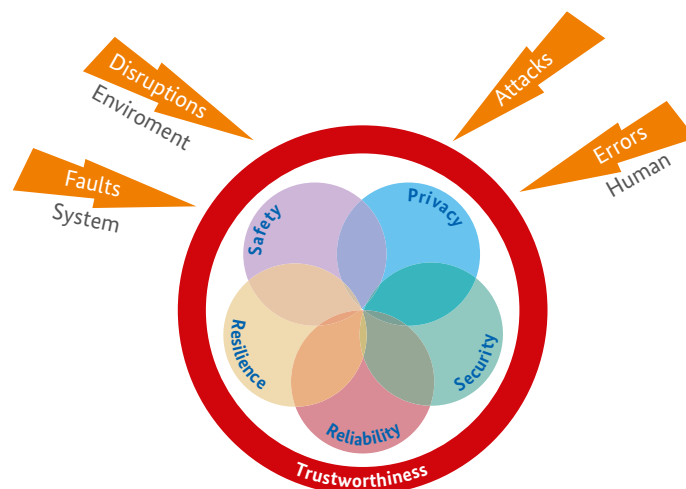 Disruptions
Enviroment
Attacks
Errors
Human
Faults
System
Safety
Privacy
Resilience
Security
Reliability
Trustworthiness